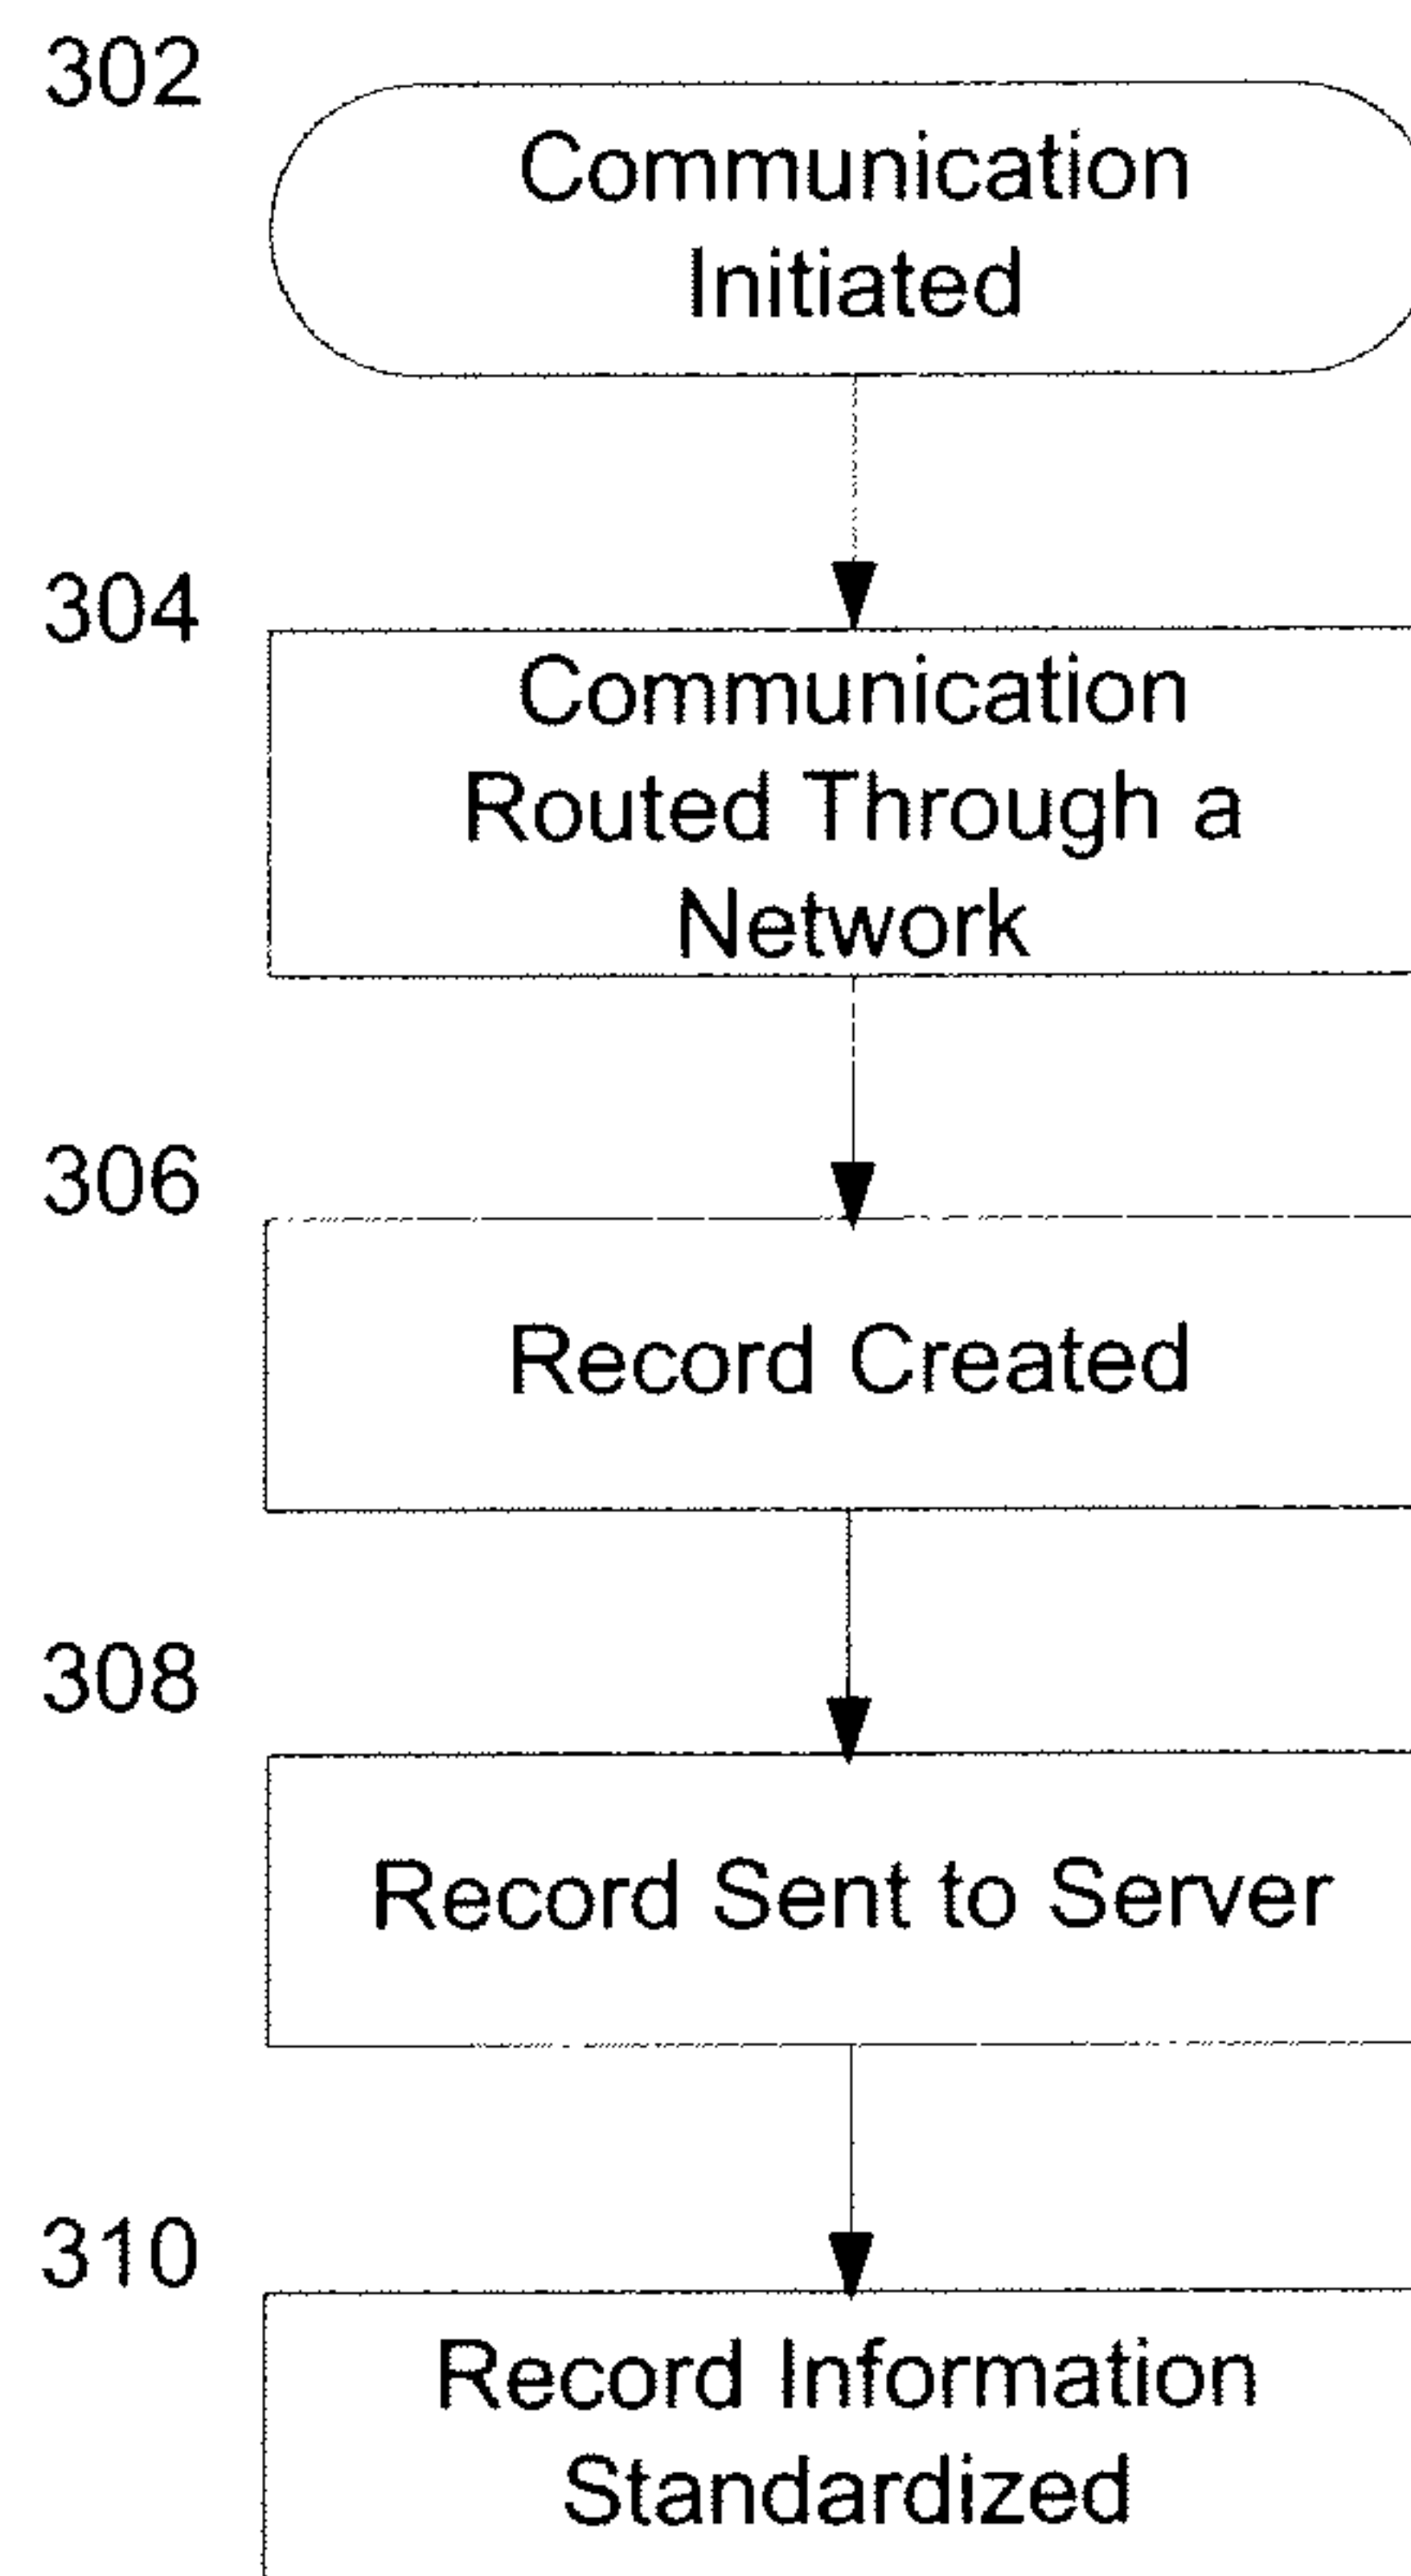 302
Communication
Initiated
304
Communication
Routed Through a
Network
306
Record Created
308
Record Sent to Server
310
Record Information
Standardized